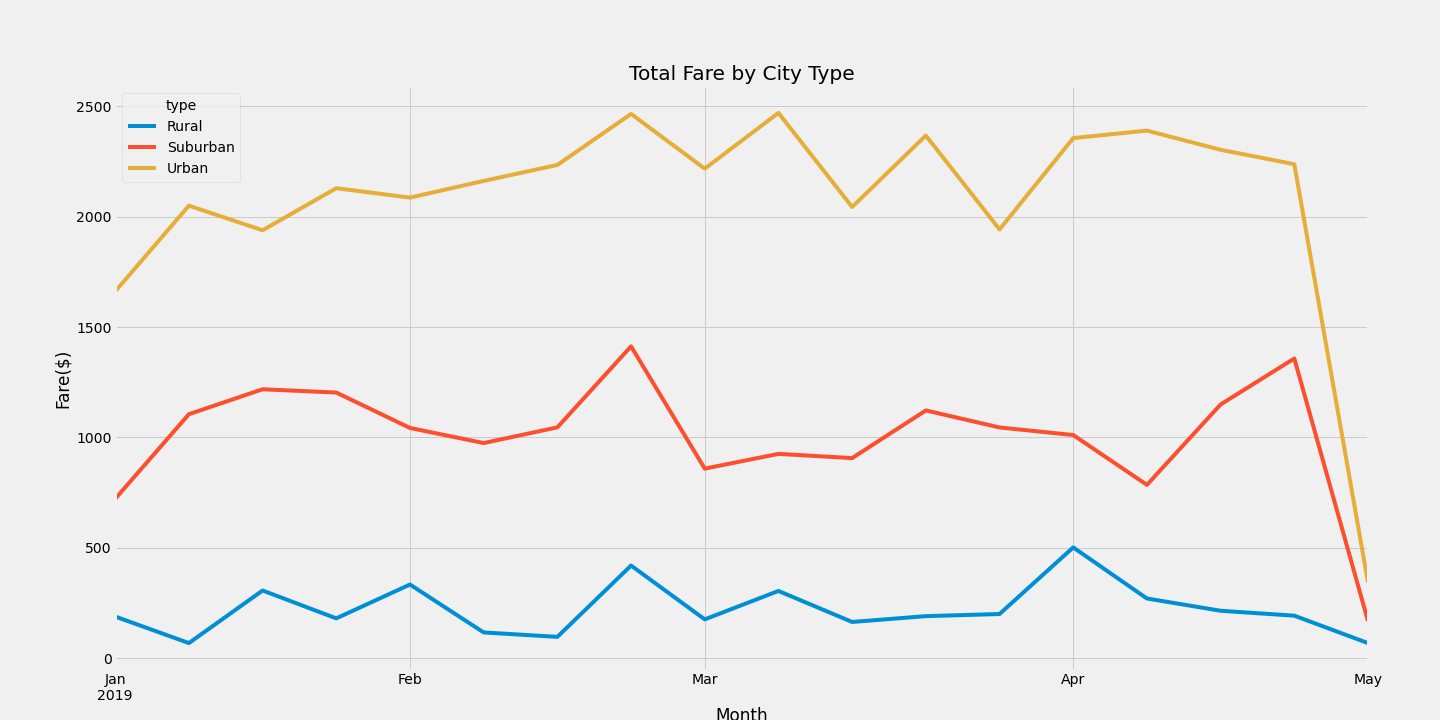 Total Fare by City Type
type
Rural
Suburban
Urban
Fare($)
2500
2000
1500
1000
500
0
Jan Feb Mar Apr May
2019
Month